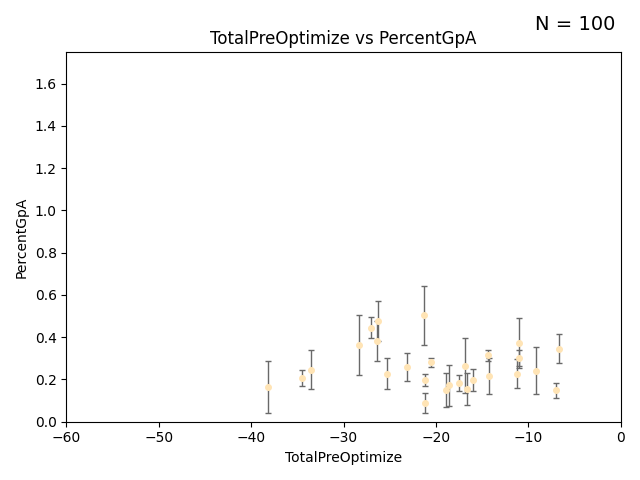 N = 100
TotalPreOptimize vs PercentGpA
1.6
1.4
1.2
1.0
0.8
0.6
0.4
0.2
0.0
PercentGpA
−60 −50 −40 −30 −20 −10 0
TotalPreOptimize